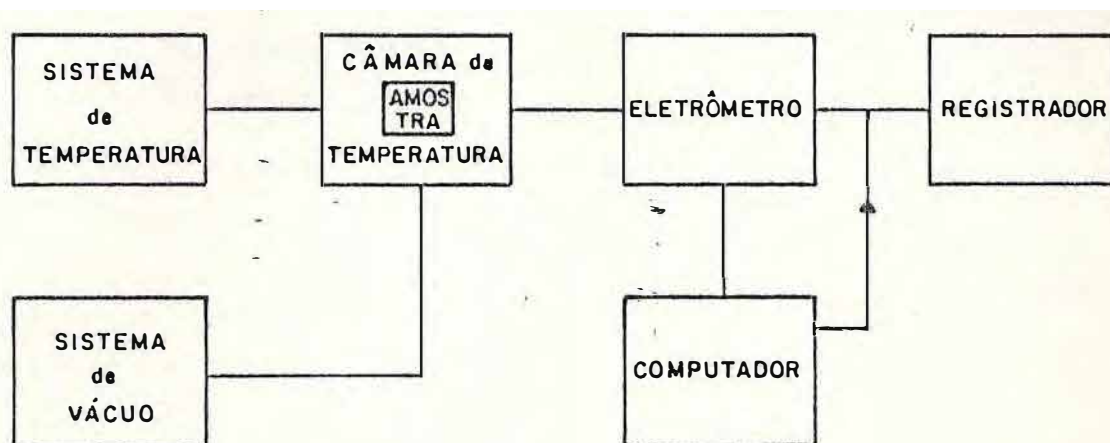 SISTEMA
de
TEMPERATURA
CÂMARA de
AMOS
TRA
TEMPERATURA
ELETRÔMETRO
REGISTRADOR
SISTEMA
de
VÁCUO
COMPUTADOR